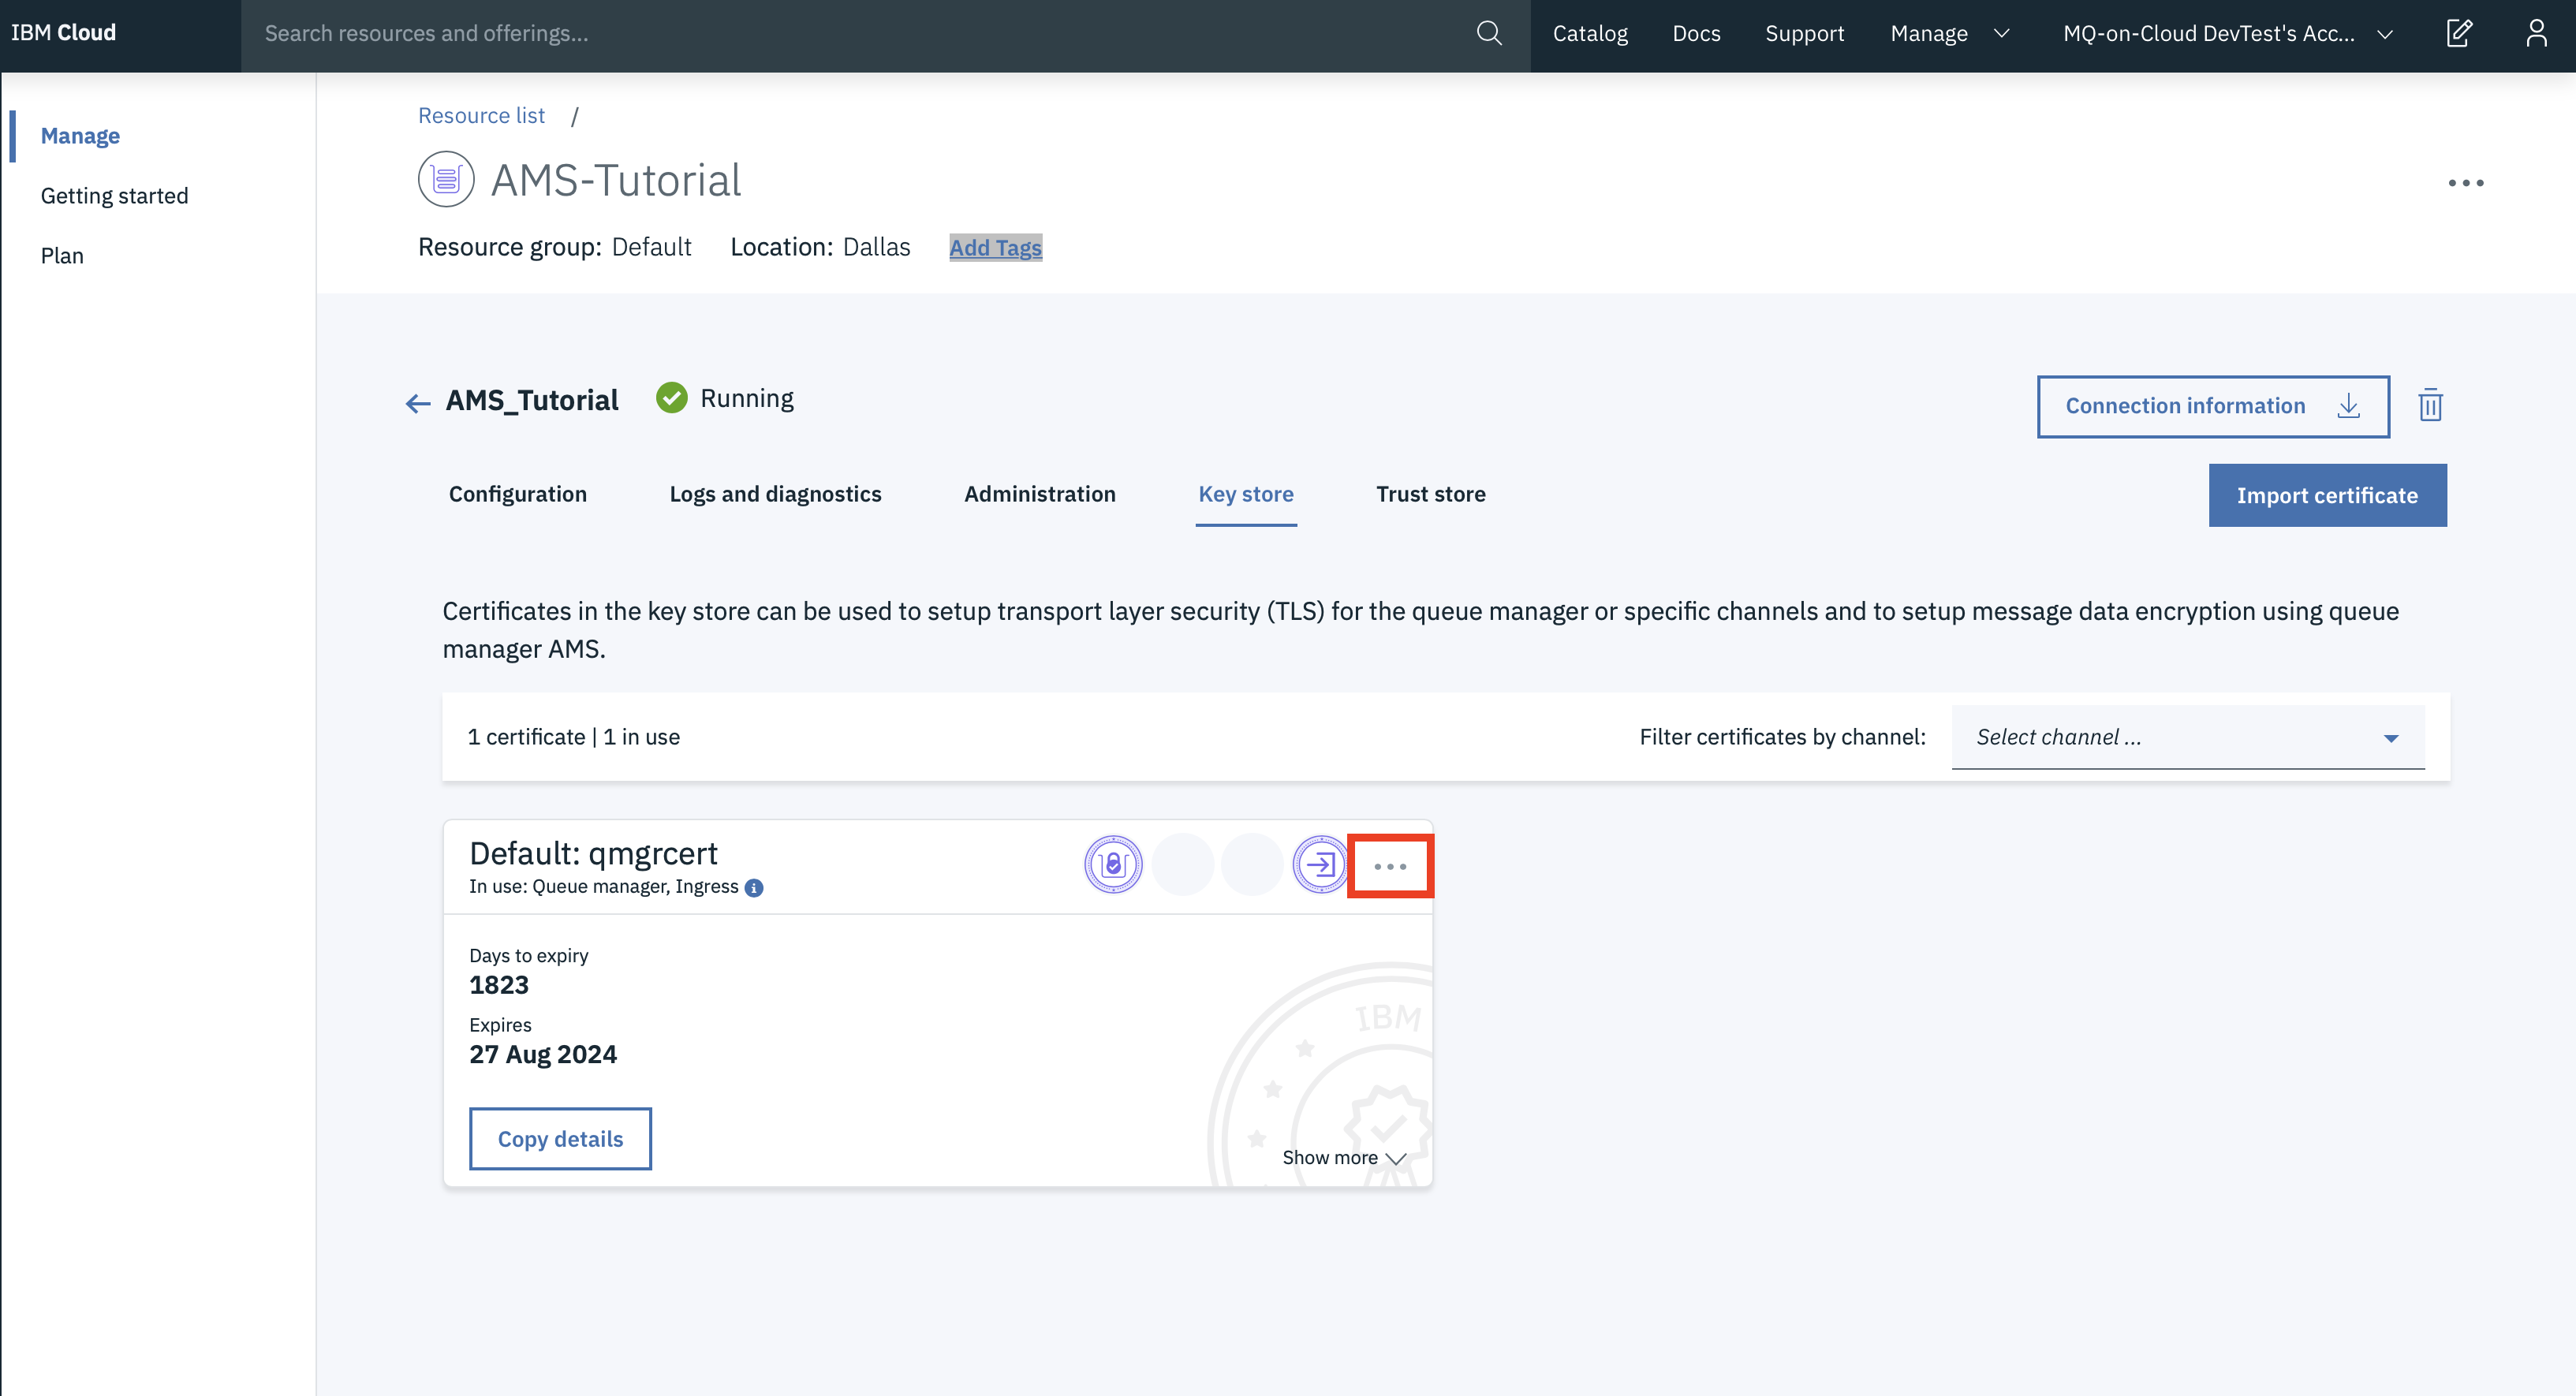 IBM Cloud
Search resources and offerings...
Catalog
Docs
Support
Manage
MQ-on-Cloud DevTest's Acc...
Manage
Getting started
Plan
Resource list /
AMS-Tutorial
Resource group: Default Location: Dallas Add Tags
AMS_Tutorial
Running
Connection information
Configuration
Logs and diagnostics
Administration
Key store
Trust store
Import certificate
Certificates in the key store can be used to setup transport layer security (TLS) for the queue manager or specific channels and to setup message data encryption using queue
manager AMS.
1 certificate | 1 in use
Filter certificates by channel:
Select channel ...
Default: qmgrcert
In use: Queue manager, Ingress
Days to expiry
1823
Expires
27 Aug 2024
IBM
Copy details
Show more